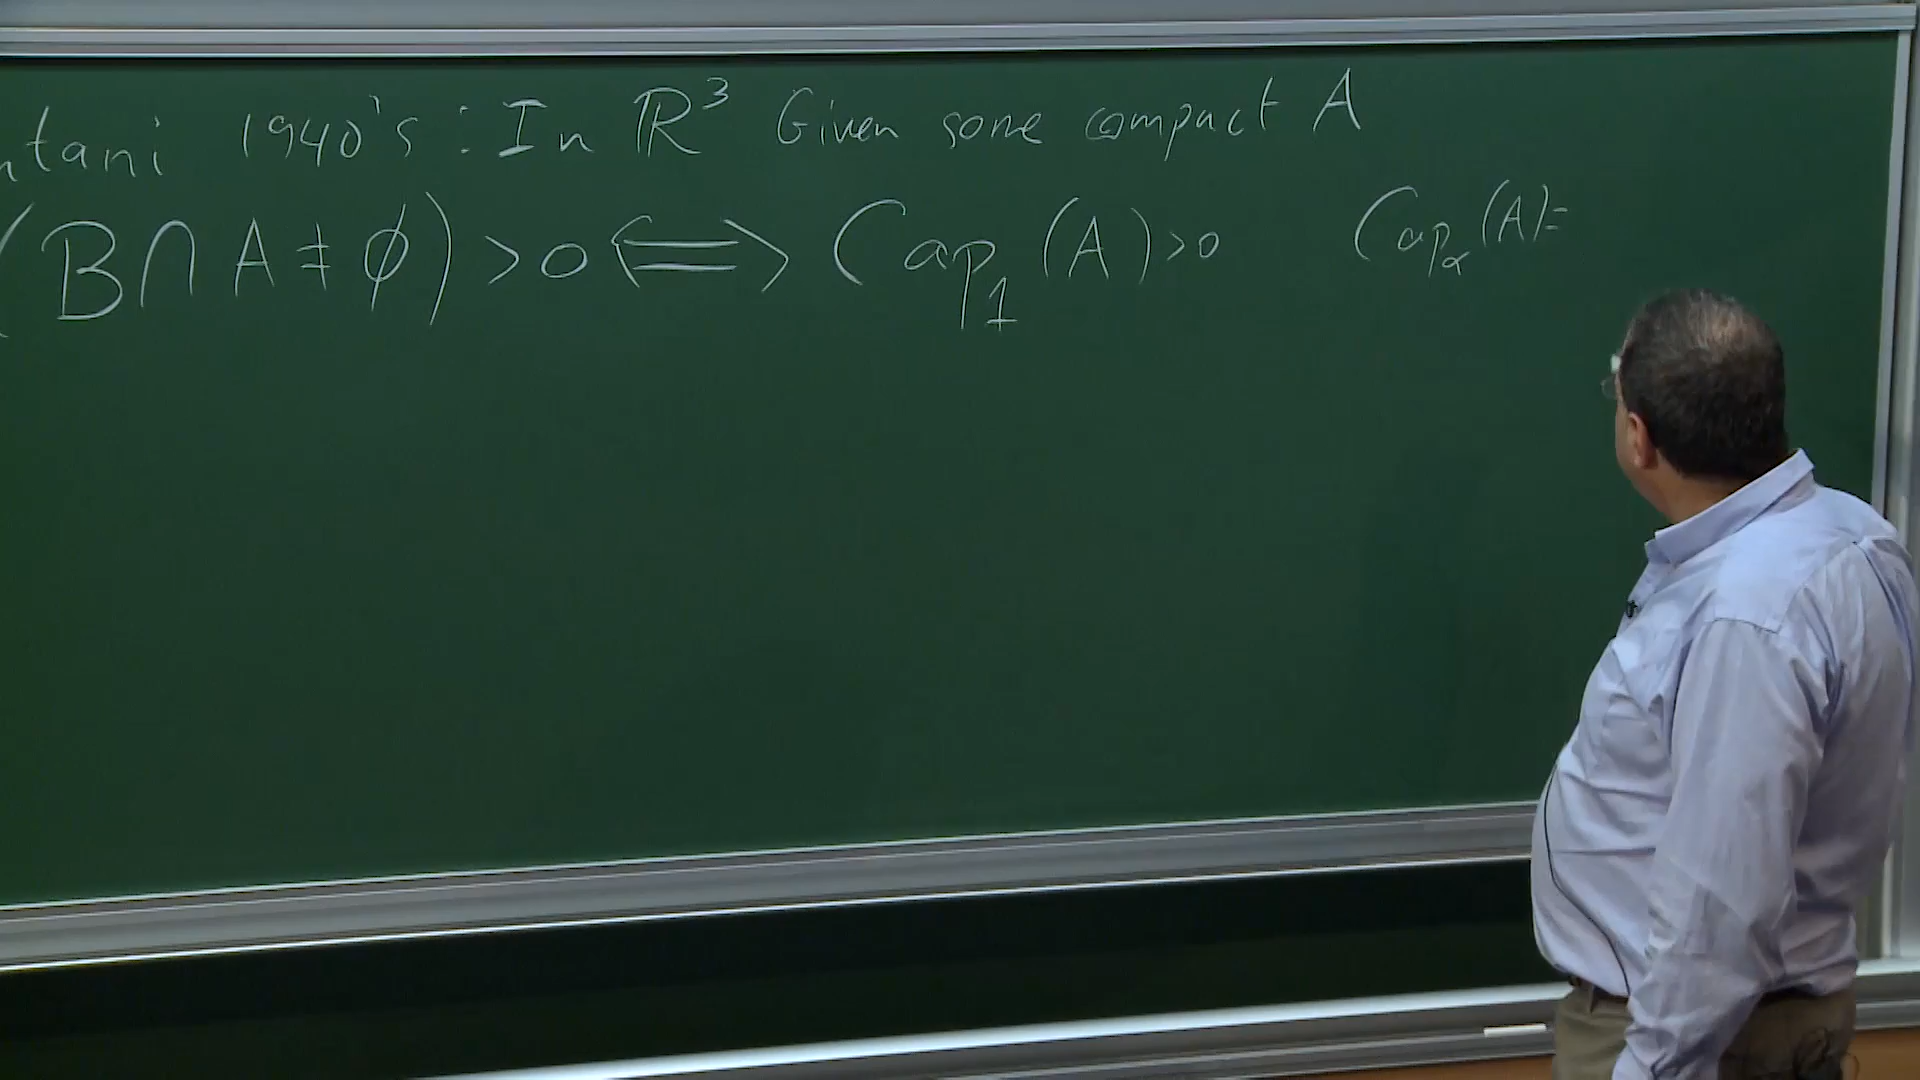 ntani 1940's : In ℝ³ Given some compact A
(B∩A≠∅)>0 ⟺ Cap₁(A)>0 Cap_α(A)=